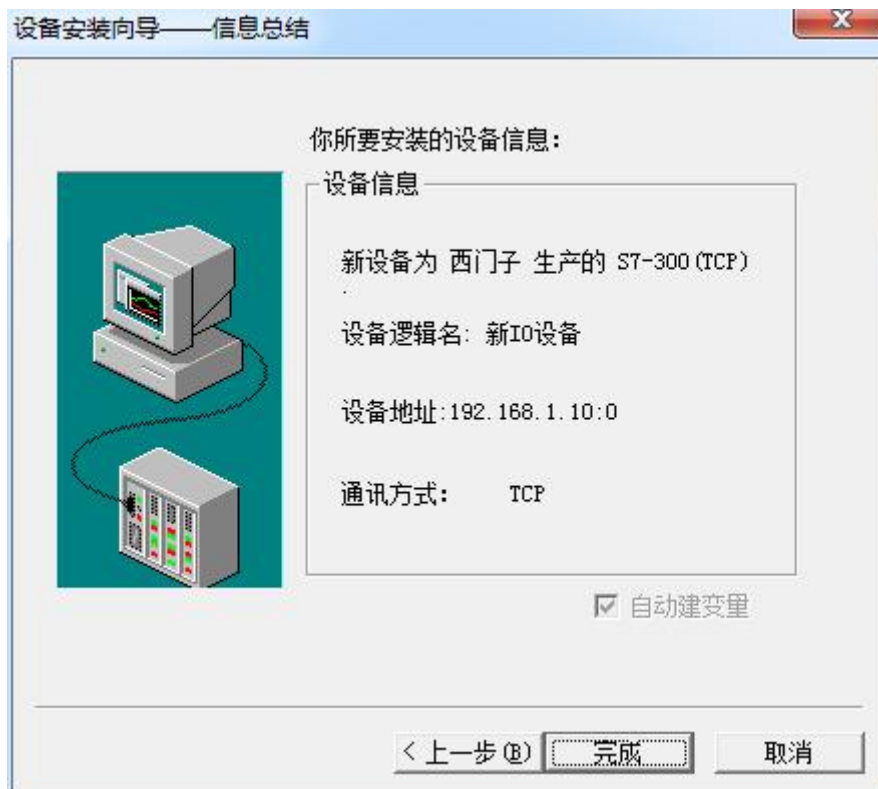 设备安装向导——信息总结
你所要安装的设备信息：
设备信息
新设备为 西门子 生产的 S7-300(TCP)
设备逻辑名: 新IO设备
设备地址:192.168.1.10:0
通讯方式： TCP
自动建变量
< 上一步(B) 完成 取消